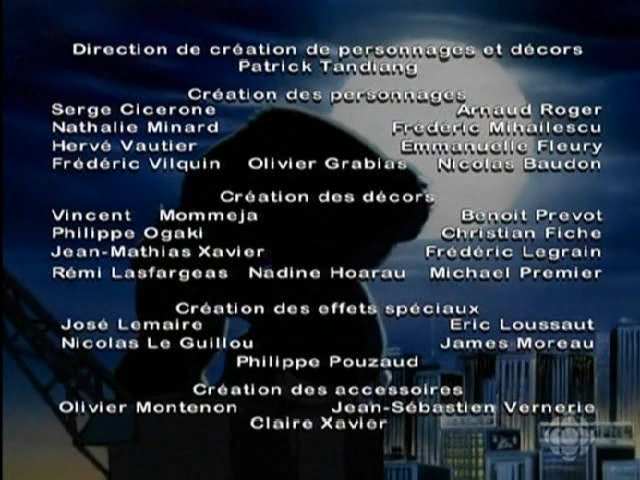 Direction de création de personnages et décors
Patrick Tandiang
Création des personnages
Serge Cicerone Arnaud Roger
Nathalie Minard Frédéric Mihailescu
Hervé Vautier Emmanuelle Fleury
Frédéric Vilquin Olivier Grabias Nicolas Baudon
Création des décors
Vincent Mommeja Benoit Prevot
Philippe Ogaki Christian Fiche
Jean-Mathias Xavier Frédéric Legrain
Rémi Lasfargeas Nadine Hoarau Michael Premier
Création des effets spéciaux
José Lemaire Eric Loussaut
Nicolas Le Guillou James Moreau
Philippe Pouzaud
Création des accessoires
Olivier Montenon Jean-Sébastien Vernerie
Claire Xavier